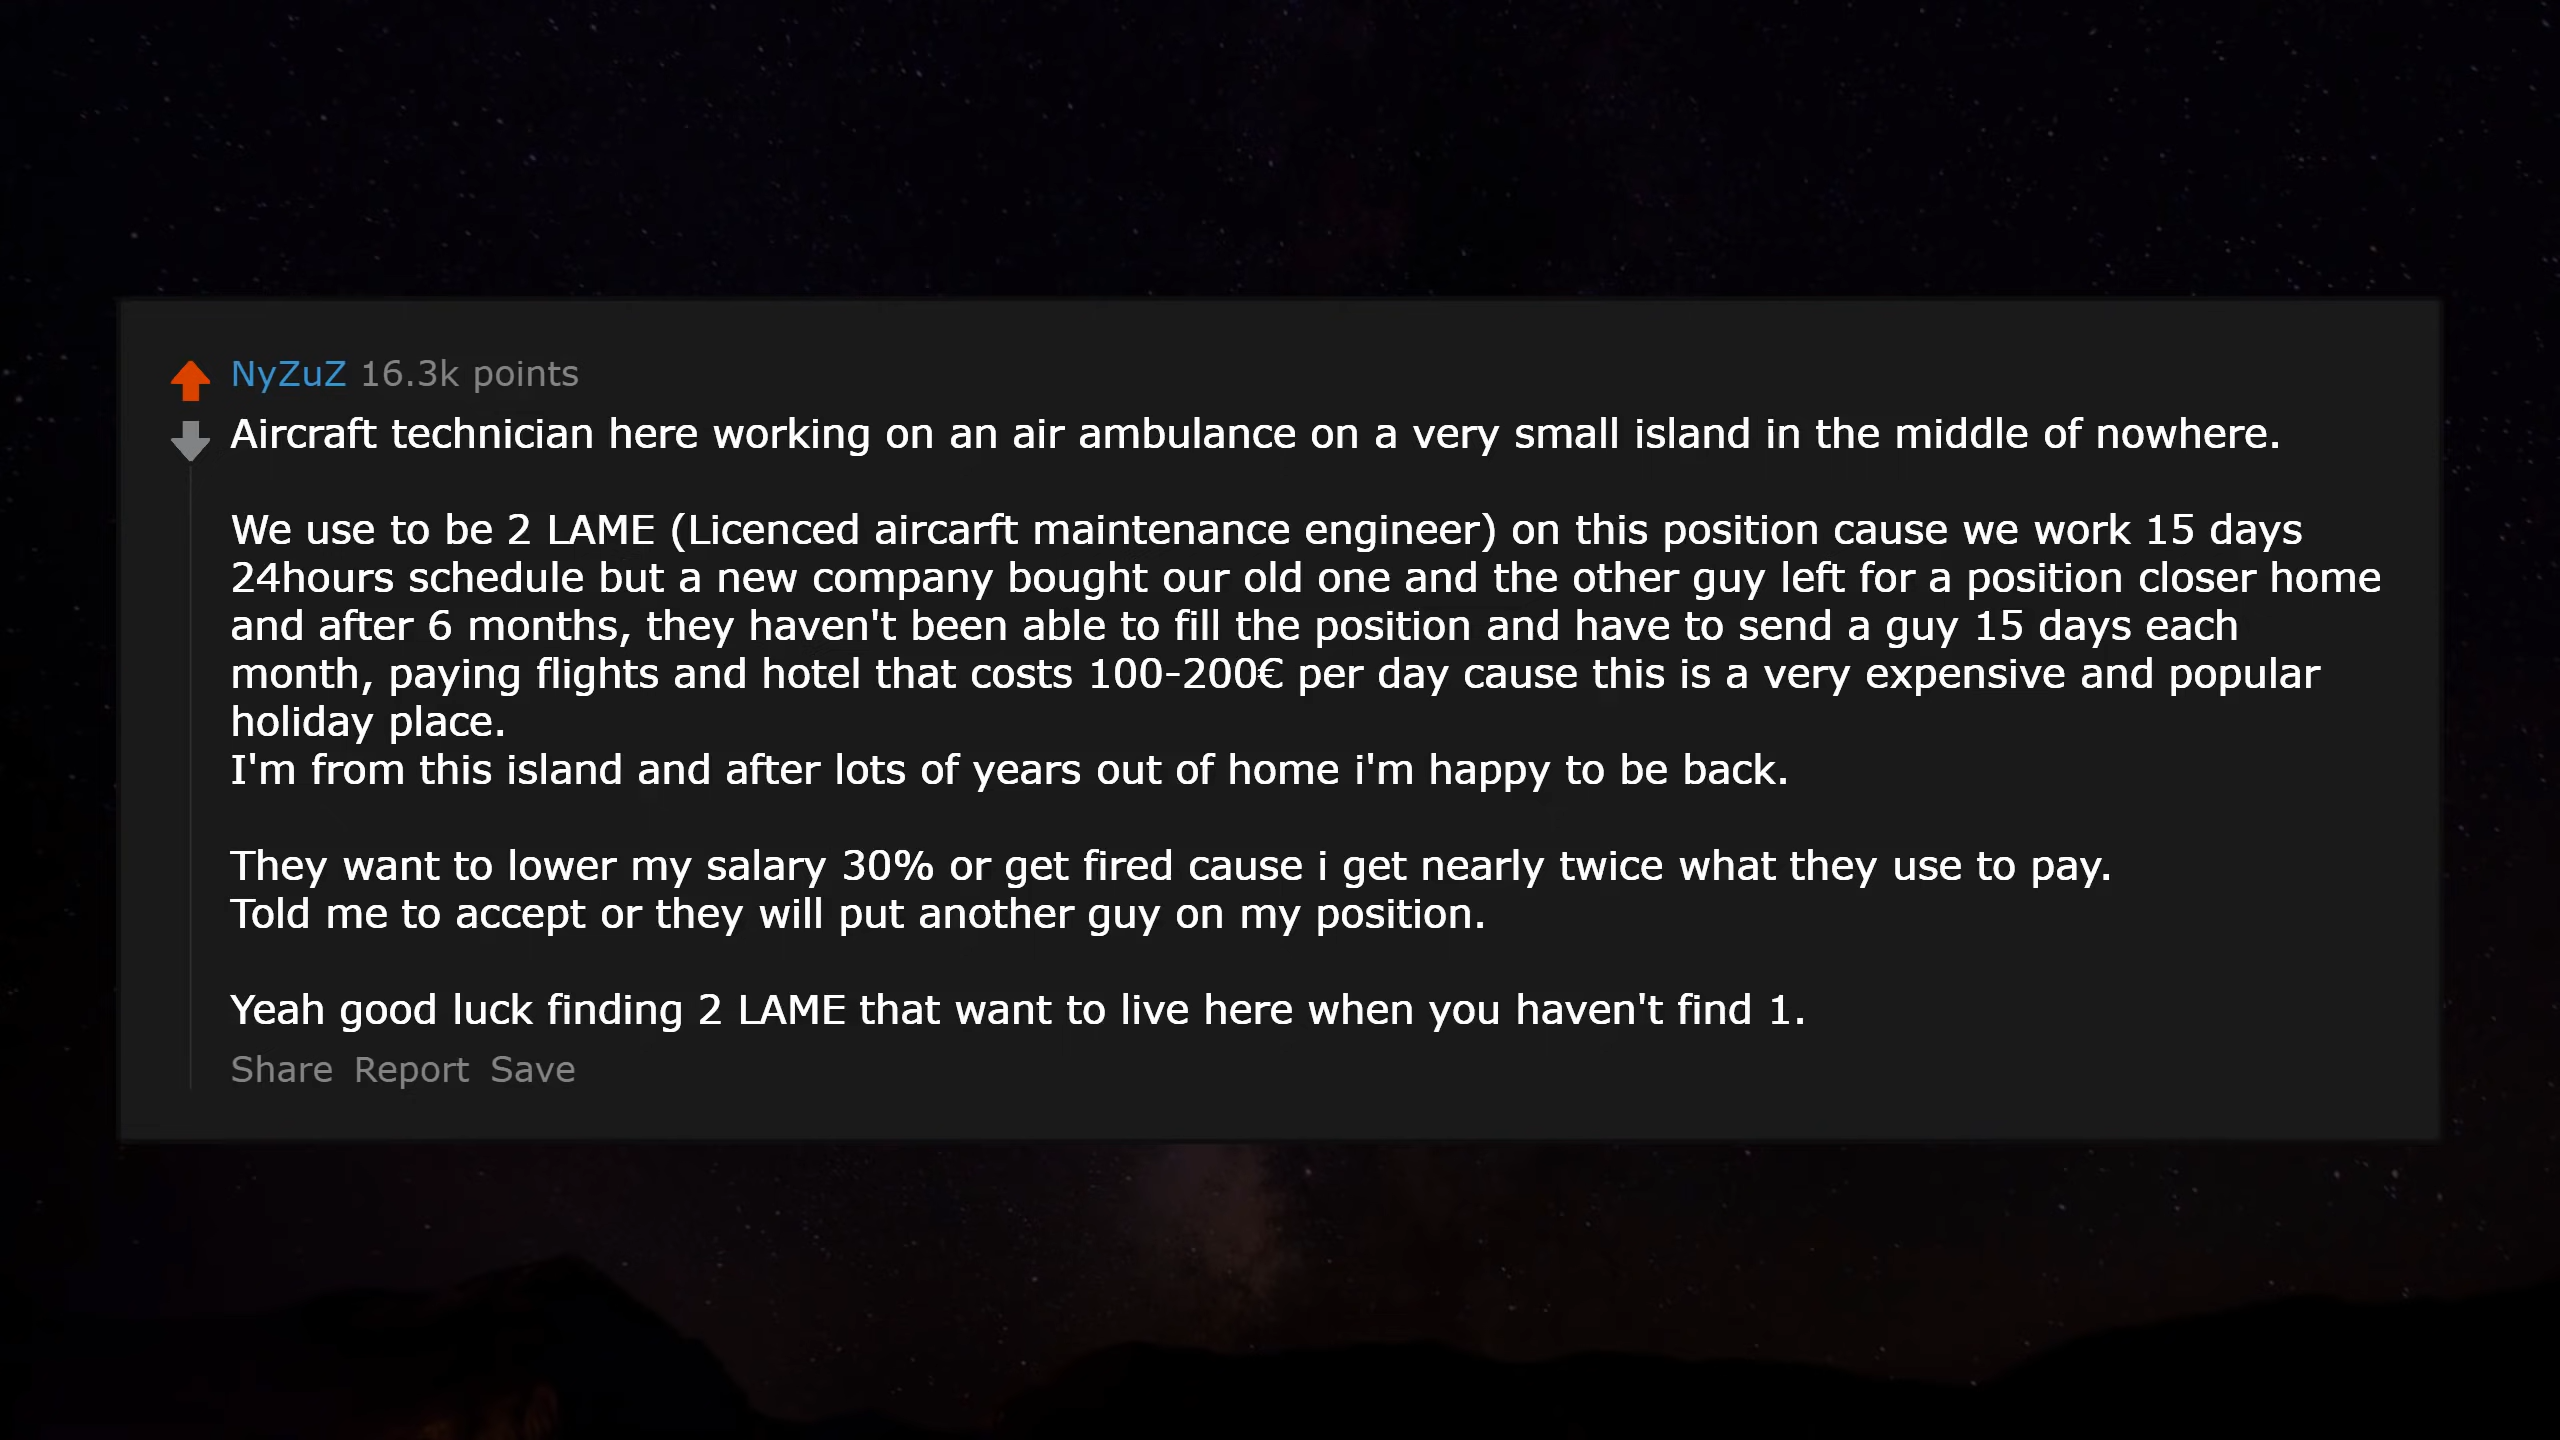 NyZuZ 16.3k points
Aircraft technician here working on an air ambulance on a very small island in the middle of nowhere.
We use to be 2 LAME (Licenced aircarft maintenance engineer) on this position cause we work 15 days
24hours schedule but a new company bought our old one and the other guy left for a position closer home
and after 6 months, they haven't been able to fill the position and have to send a guy 15 days each
month, paying flights and hotel that costs 100-200€ per day cause this is a very expensive and popular
holiday place.
I'm from this island and after lots of years out of home i'm happy to be back.
They want to lower my salary 30% or get fired cause i get nearly twice what they use to pay.
Told me to accept or they will put another guy on my position.
Yeah good luck finding 2 LAME that want to live here when you haven't find 1.
Share Report Save